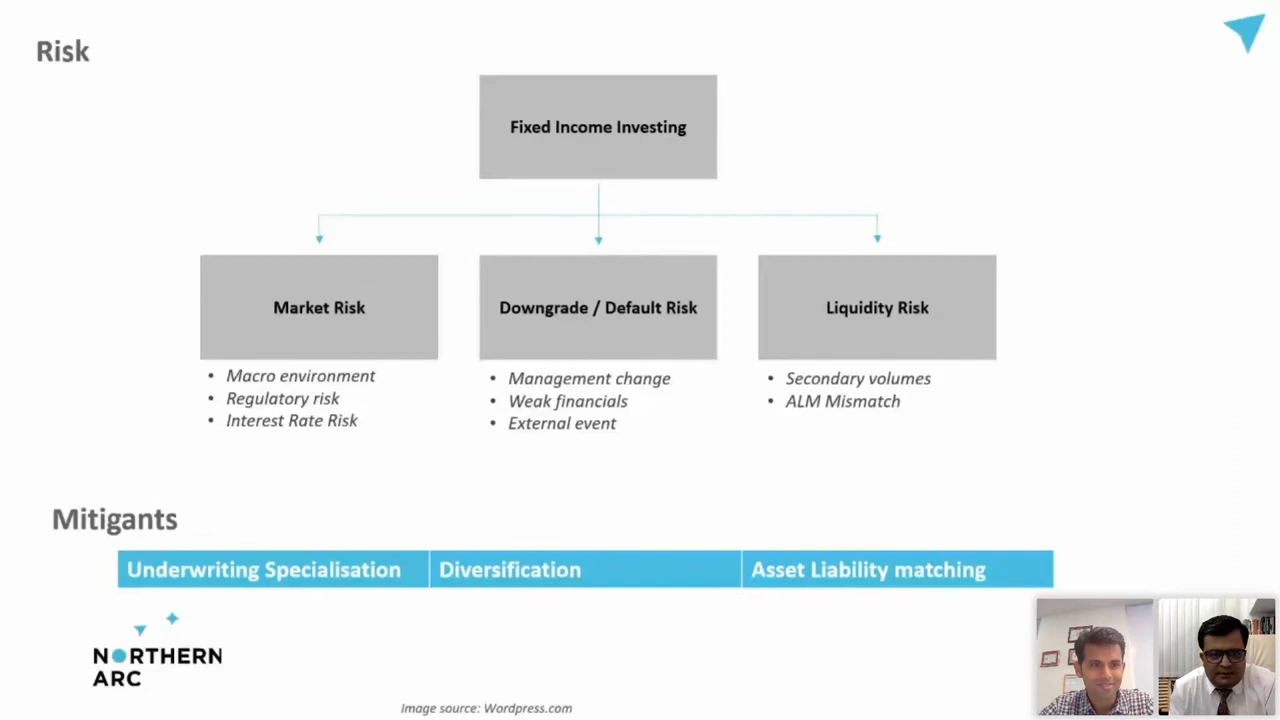 Risk
Fixed Income Investing
Market Risk
Downgrade / Default Risk
Liquidity Risk
• Macro environment
• Regulatory risk
• Interest Rate Risk
• Management change
• Weak financials
• External event
• Secondary volumes
• ALM Mismatch
Mitigants
Underwriting Specialisation
Diversification
Asset Liability matching
NORTHERN
ARC
Image source: Wordpress.com